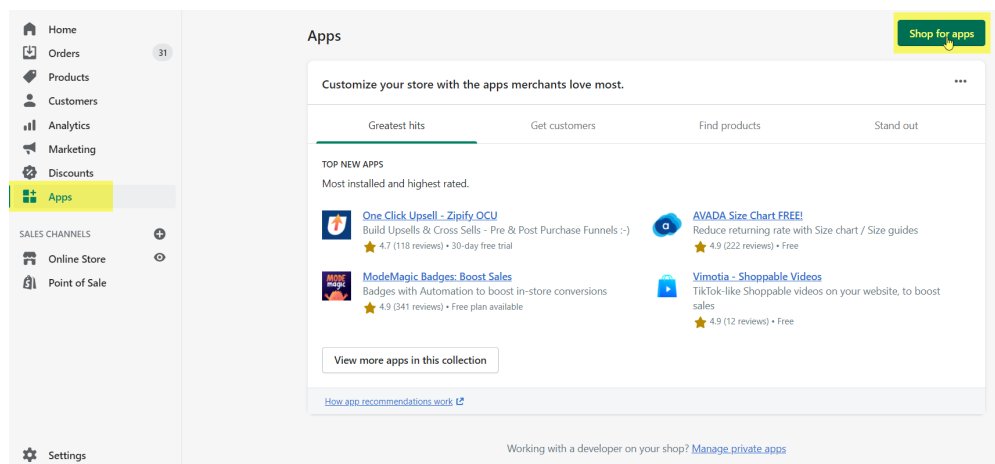 Home
Orders 31
Products
Customers
Analytics
Marketing
Discounts
Apps
SALES CHANNELS
Online Store
Point of Sale
Settings
Apps
Shop for apps
Customize your store with the apps merchants love most.
Greatest hits Get customers Find products Stand out
TOP NEW APPS
Most installed and highest rated.
One Click Upsell - Zipify OCU
Build Upsells & Cross Sells - Pre & Post Purchase Funnels :-)
4.7 (118 reviews) • 30-day free trial
AVADA Size Chart FREE!
Reduce returning rate with Size chart / Size guides
4.9 (222 reviews) • Free
MODE
magic
ModeMagic Badges: Boost Sales
Badges with Automation to boost in-store conversions
4.9 (341 reviews) • Free plan available
Vimotia - Shoppable Videos
TikTok-like Shoppable videos on your website, to boost
sales
4.9 (12 reviews) • Free
View more apps in this collection
How app recommendations work
Working with a developer on your shop? Manage private apps